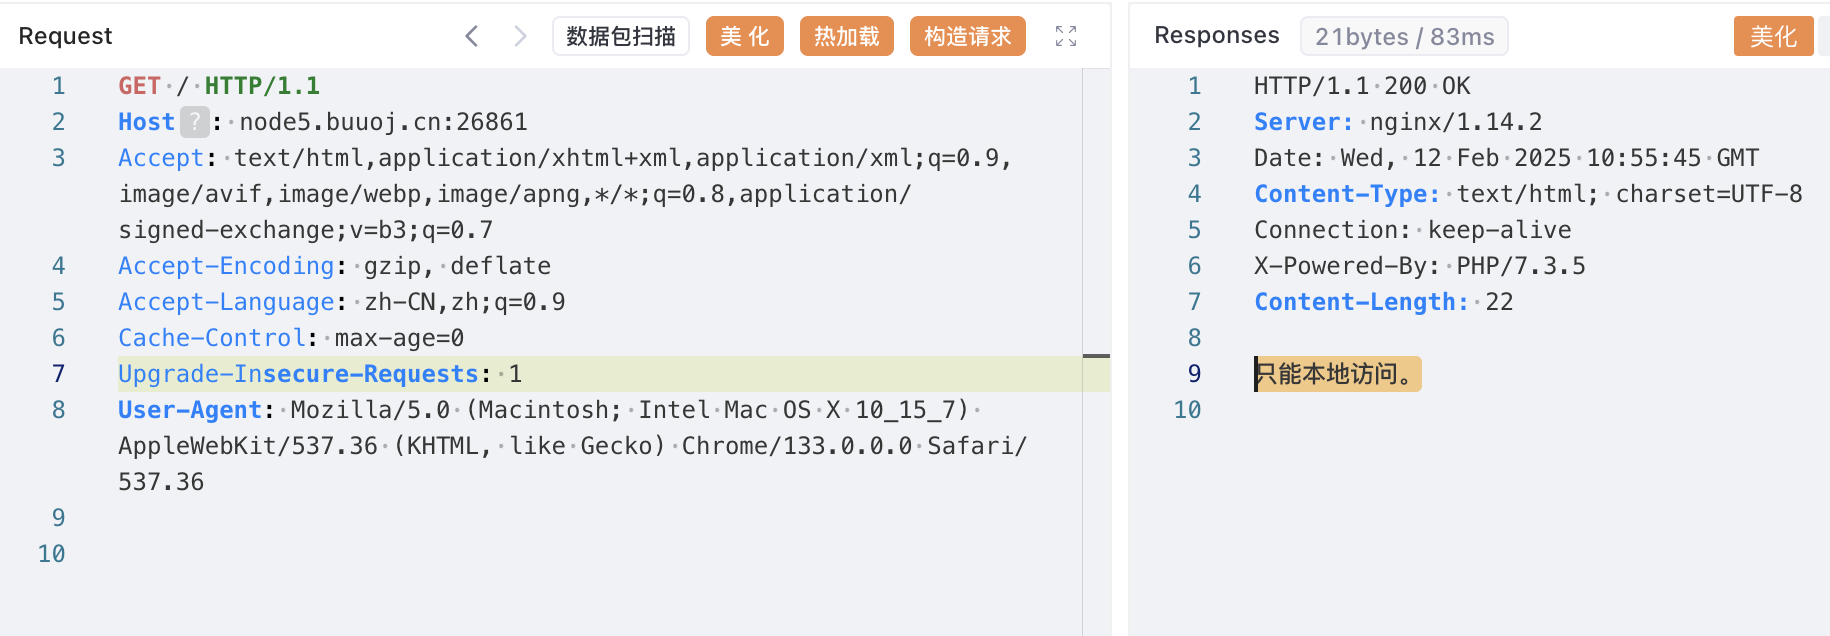 Request
数据包扫描
美 化
热加载
构造请求
1 GET / HTTP/1.1
2 Host ? : node5.buuoj.cn:26861
3 Accept: text/html,application/xhtml+xml,application/xml;q=0.9,
image/avif,image/webp,image/apng,*/*;q=0.8,application/
signed-exchange;v=b3;q=0.7
4 Accept-Encoding: gzip, deflate
5 Accept-Language: zh-CN,zh;q=0.9
6 Cache-Control: max-age=0
7 Upgrade-Insecure-Requests: 1
8 User-Agent: Mozilla/5.0 (Macintosh; Intel Mac OS X 10_15_7)
AppleWebKit/537.36 (KHTML, like Gecko) Chrome/133.0.0.0 Safari/
537.36
9
10
Responses
21bytes / 83ms
美化
1 HTTP/1.1 200 OK
2 Server: nginx/1.14.2
3 Date: Wed, 12 Feb 2025 10:55:45 GMT
4 Content-Type: text/html; charset=UTF-8
5 Connection: keep-alive
6 X-Powered-By: PHP/7.3.5
7 Content-Length: 22
8
9 只能本地访问。
10